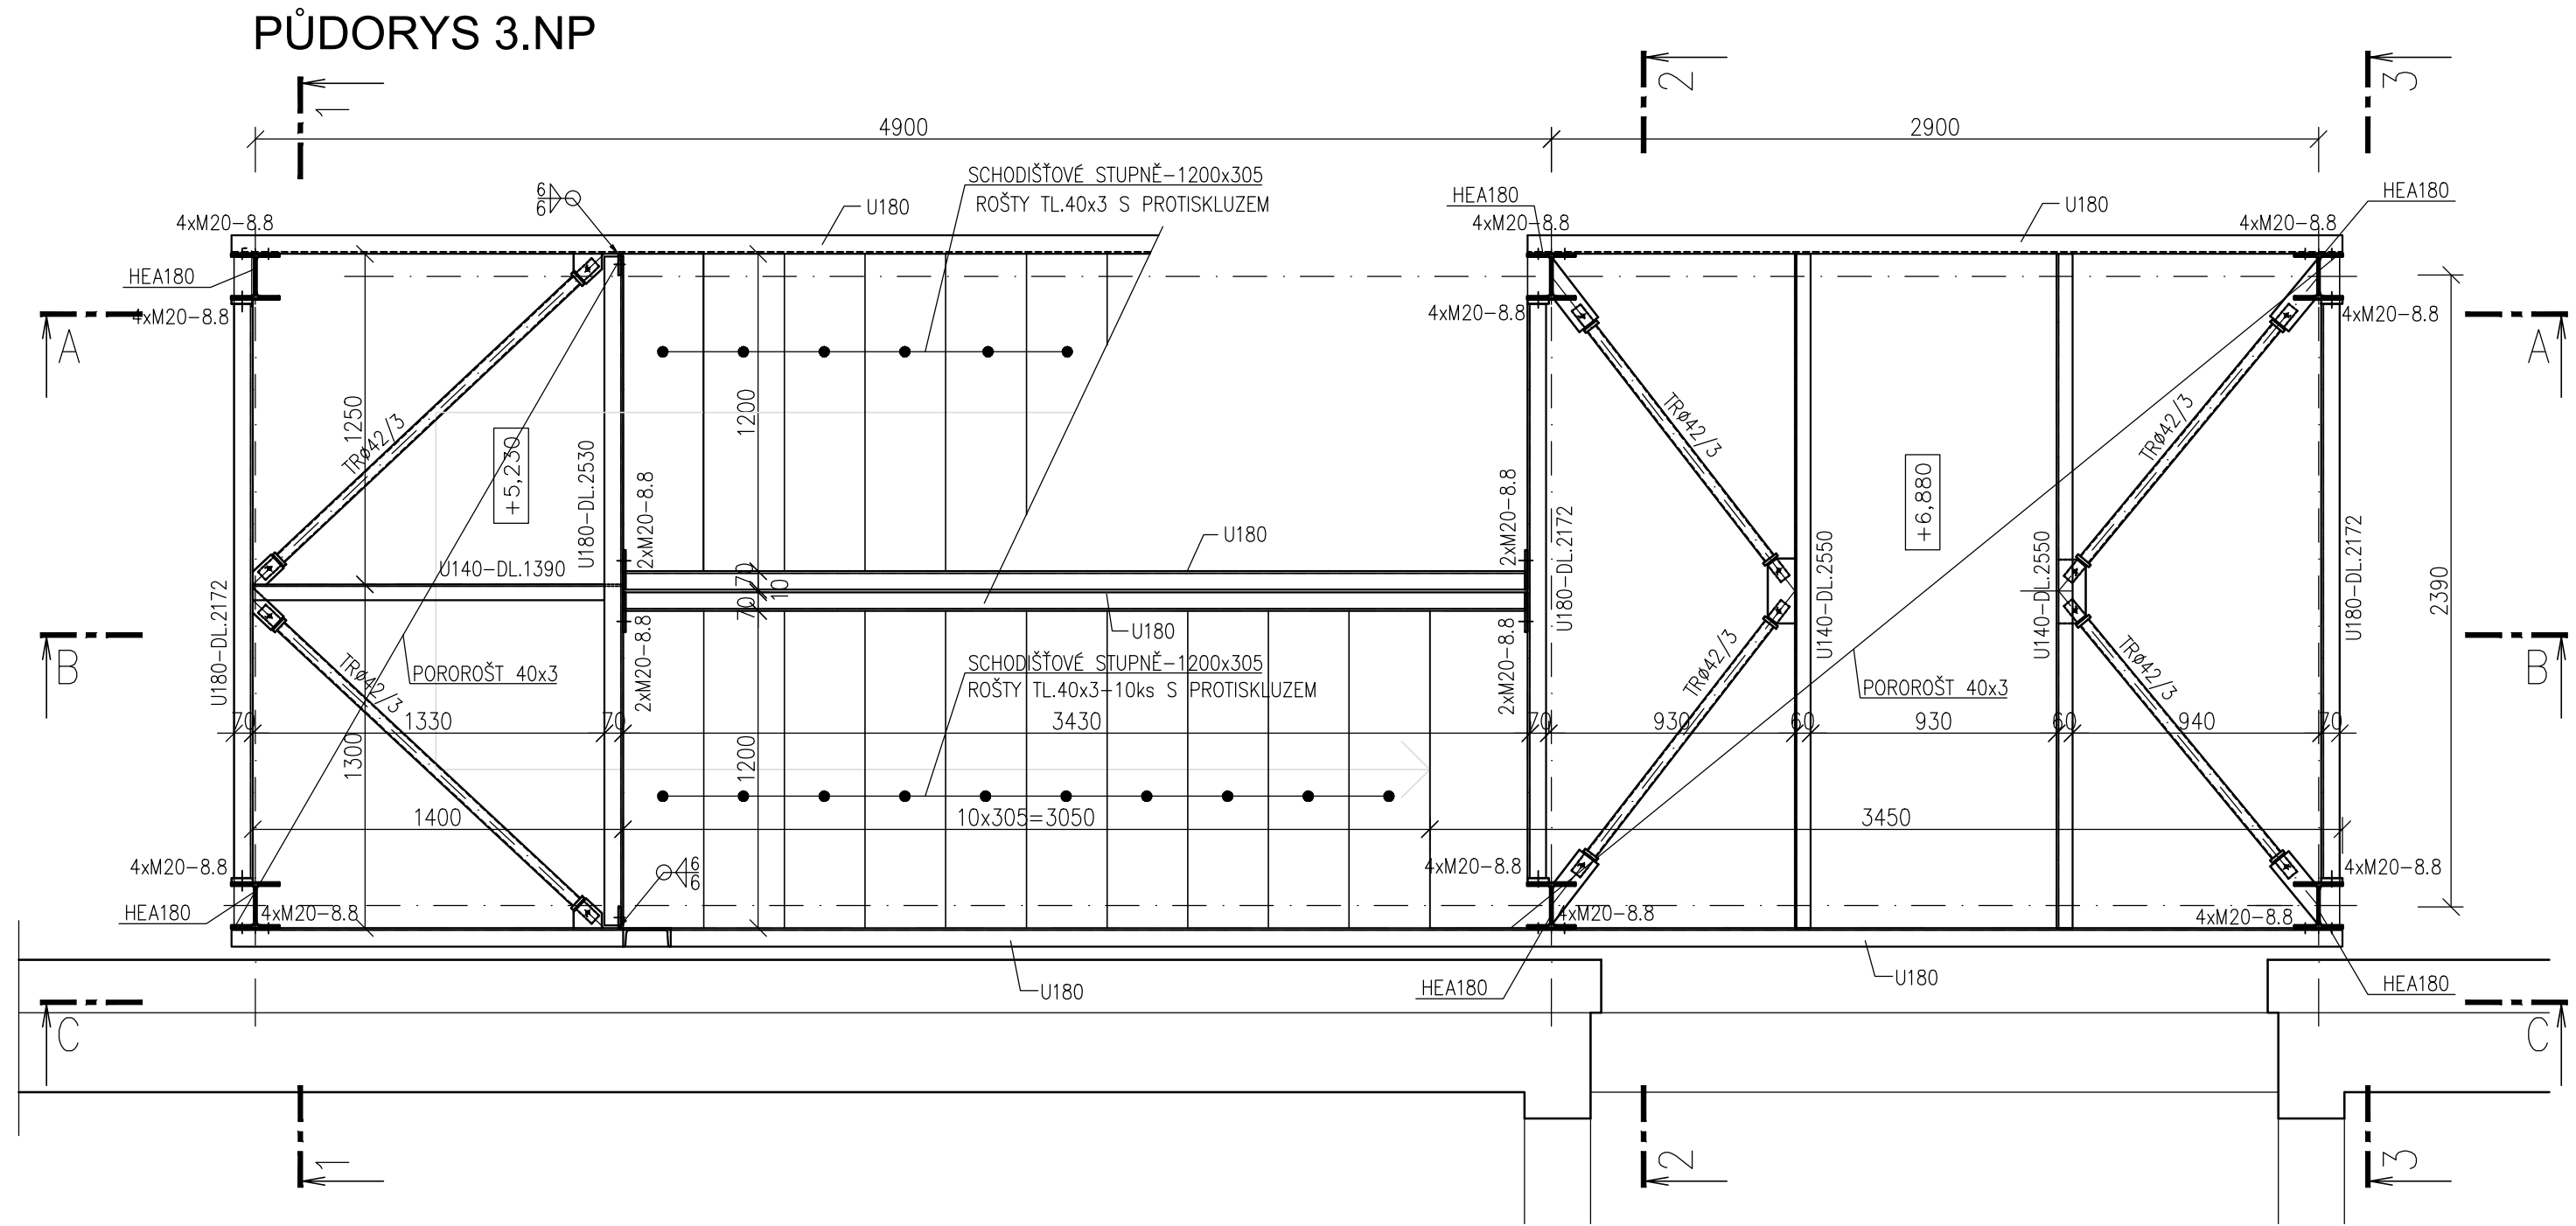 PŮDORYS 3.NP
1
2
3
4900
2900
SCHODIŠŤOVÉ STUPNĚ-1200x305
ROŠTY TL.40x3 S PROTISKLUZEM
6
6
U180
HEA180
U180
HEA180
4xM20-8.8
4xM20-8.8
4xM20-8.8
HEA180
4xM20-8.8
4xM20-8.8
4xM20-8.8
A
A
1250
TRø42/3
+5,230
U180-DL.2530
2xM20-8.8
1200
2xM20-8.8
U180-DL.2172
TRø42/3
TRø42/3
+6,880
U180
U140-DL.1390
70
70
10
U180-DL.2172
U140-DL.2550
U140-DL.2550
U180-DL.2172
2390
B
B
U180
2xM20-8.8
2xM20-8.8
SCHODIŠŤOVÉ STUPNĚ-1200x305
ROŠTY TL.40x3-10ks S PROTISKLUZEM
POROROŠT 40x3
TRø42/3
TRø42/3
TRø42/3
POROROŠT 40x3
70
1330
70
3430
70
930
60
930
60
940
70
1300
1200
1400
10x305=3050
3450
4xM20-8.8
6
6
4xM20-8.8
4xM20-8.8
HEA180
4xM20-8.8
4xM20-8.8
4xM20-8.8
U180
HEA180
U180
HEA180
C
C
1
2
3